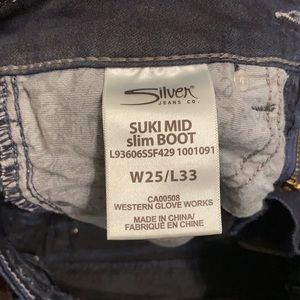 Silver
JEANS CO.
SUKI MID
slim BOOT
L93606SSF429 1001091
W25/L33
CA00508
WESTERN GLOVE WORKS
MADE IN CHINA/
FABRIQUÉ EN CHINE